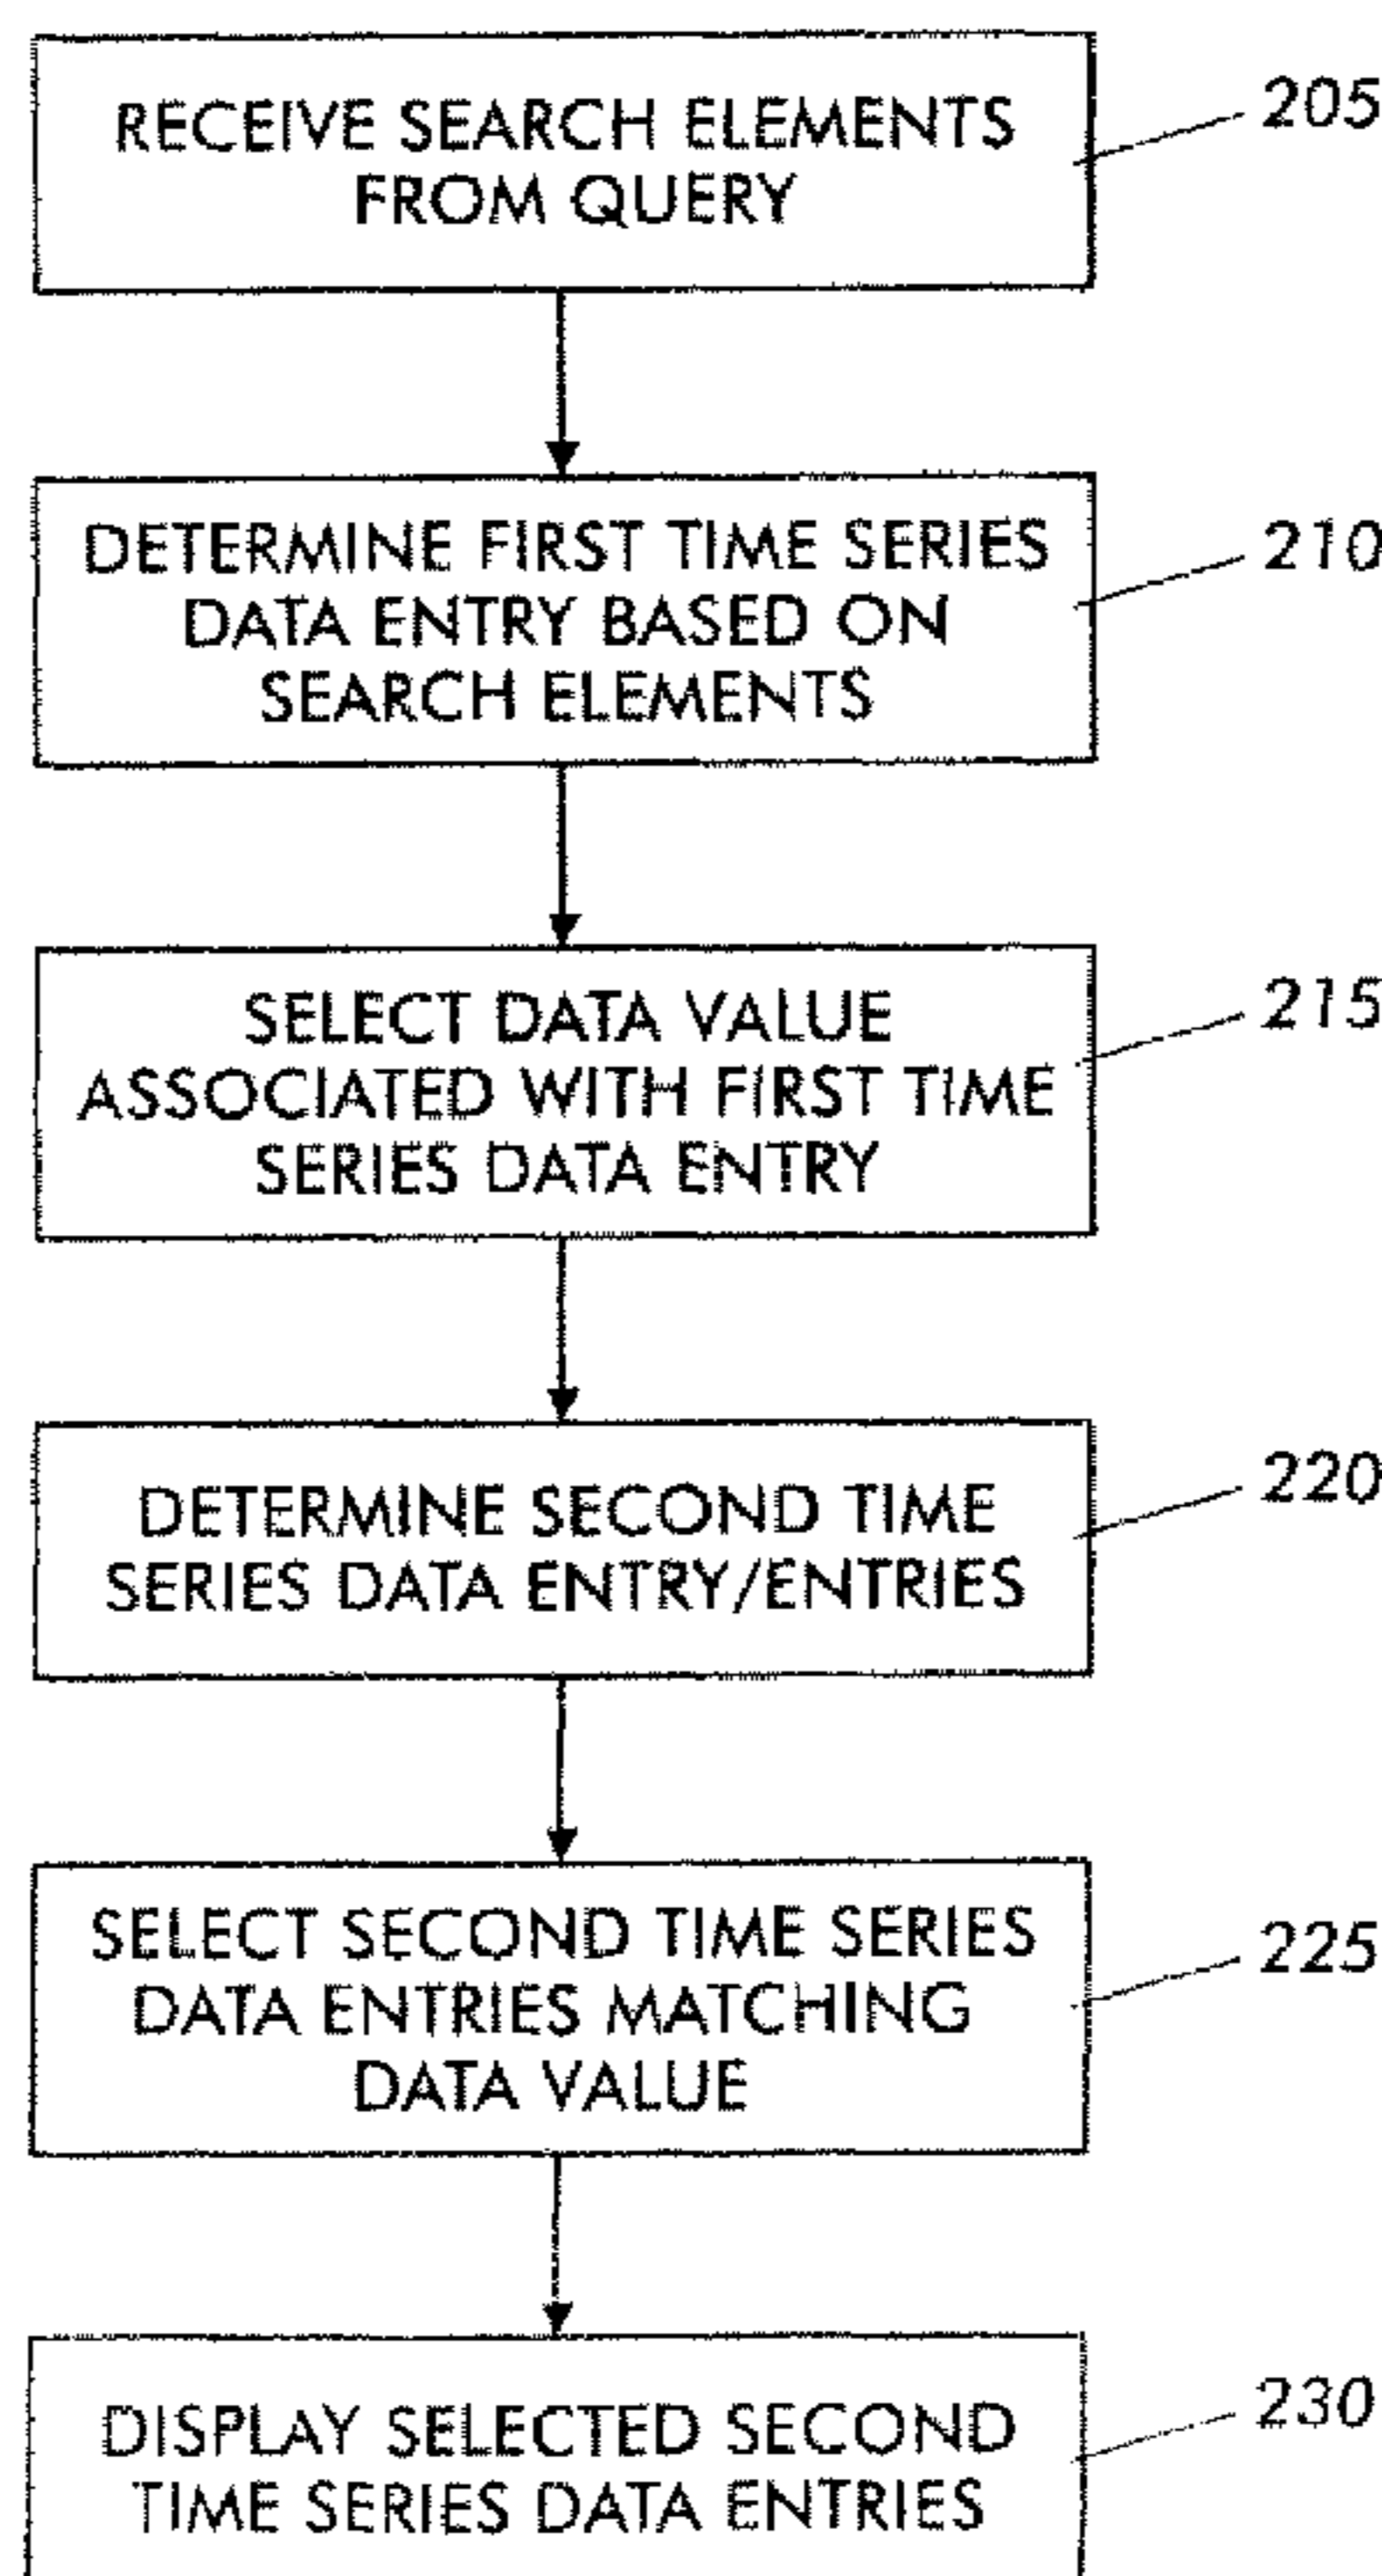 RECEIVE SEARCH ELEMENTS
FROM QUERY
205
DETERMINE FIRST TIME SERIES
DATA ENTRY BASED ON
SEARCH ELEMENTS
210
SELECT DATA VALUE
ASSOCIATED WITH FIRST TIME
SERIES DATA ENTRY
215
DETERMINE SECOND TIME
SERIES DATA ENTRY/ENTRIES
220
SELECT SECOND TIME SERIES
DATA ENTRIES MATCHING
DATA VALUE
225
DISPLAY SELECTED SECOND
TIME SERIES DATA ENTRIES
230